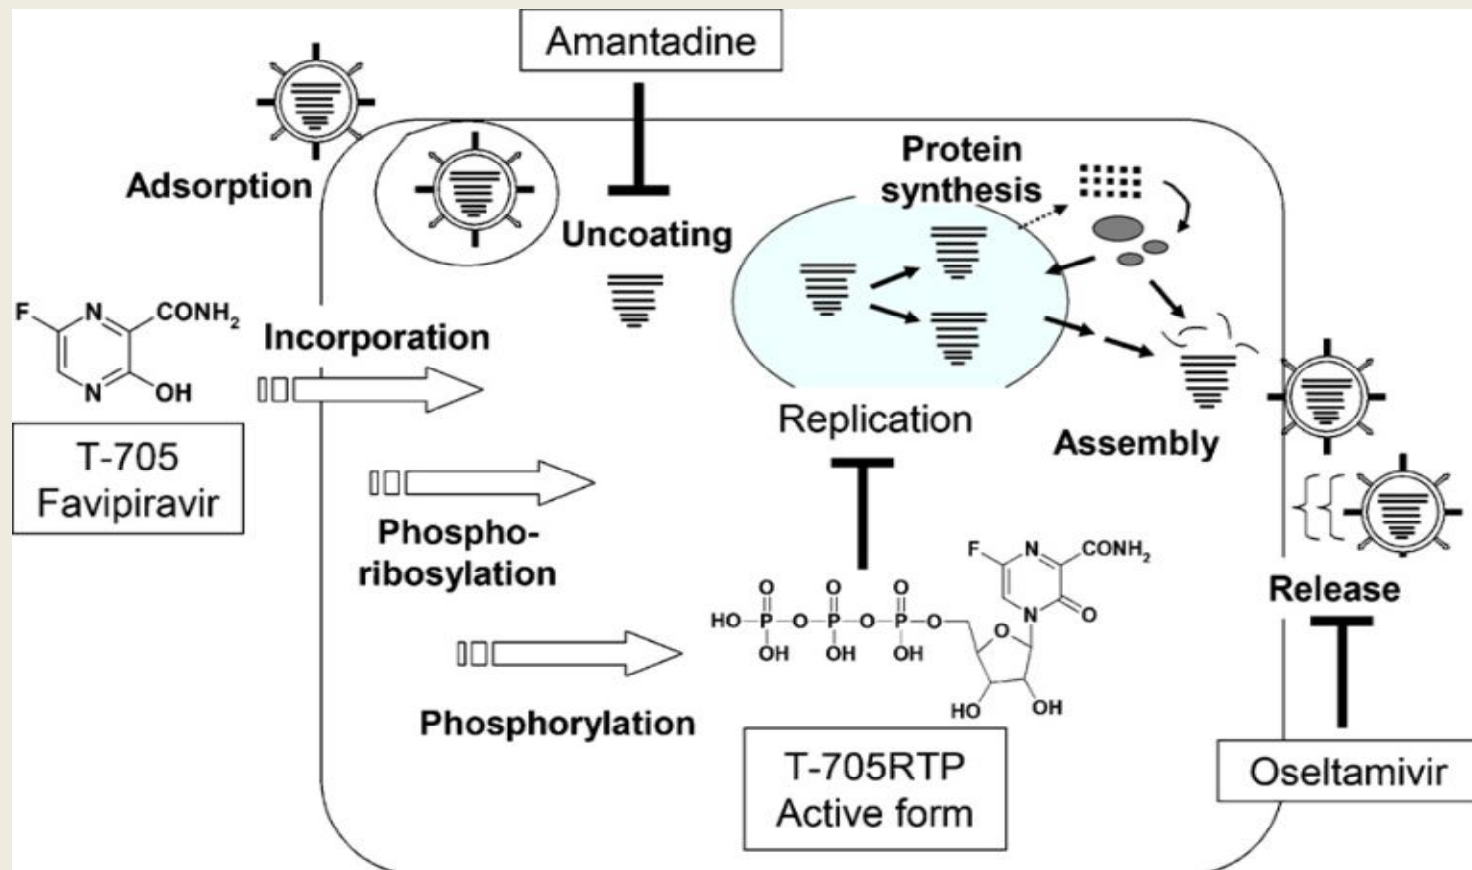 Amantadine
Adsorption
Uncoating
Protein
synthesis
F
N
CONH2
N
OH
Incorporation
T-705
Favipiravir
Replication
Assembly
Phospho-
ribosylation
Release
F
N
CONH2
N
O
O
O
O
HO–P–O–P–O–P–O
OH
OH
OH
O
HO
OH
Phosphorylation
T-705RTP
Active form
Oseltamivir